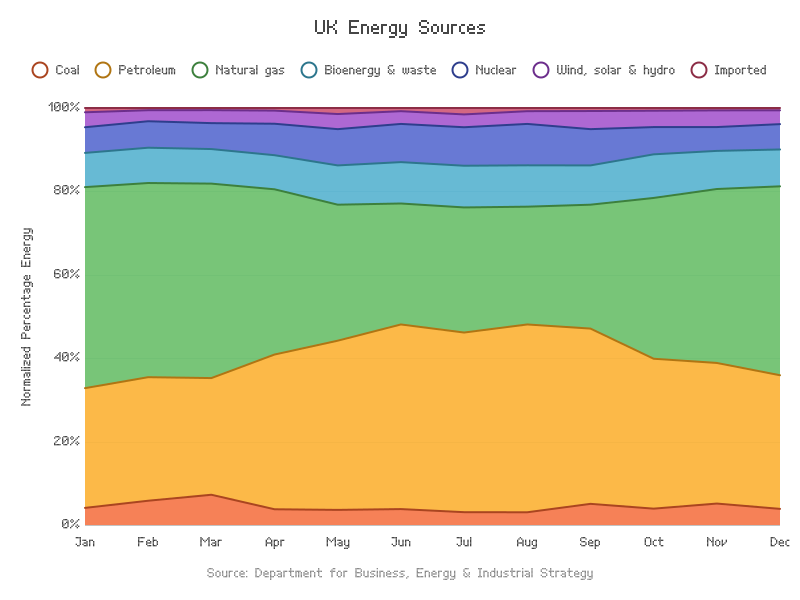 UK Energy Sources
Coal Petroleum Natural gas Bioenergy & waste Nuclear Wind, solar & hydro Imported
Normalized Percentage Energy
100%
80%
60%
40%
20%
0%
Jan Feb Mar Apr May Jun Jul Aug Sep Oct Nov Dec
Source: Department for Business, Energy & Industrial Strategy